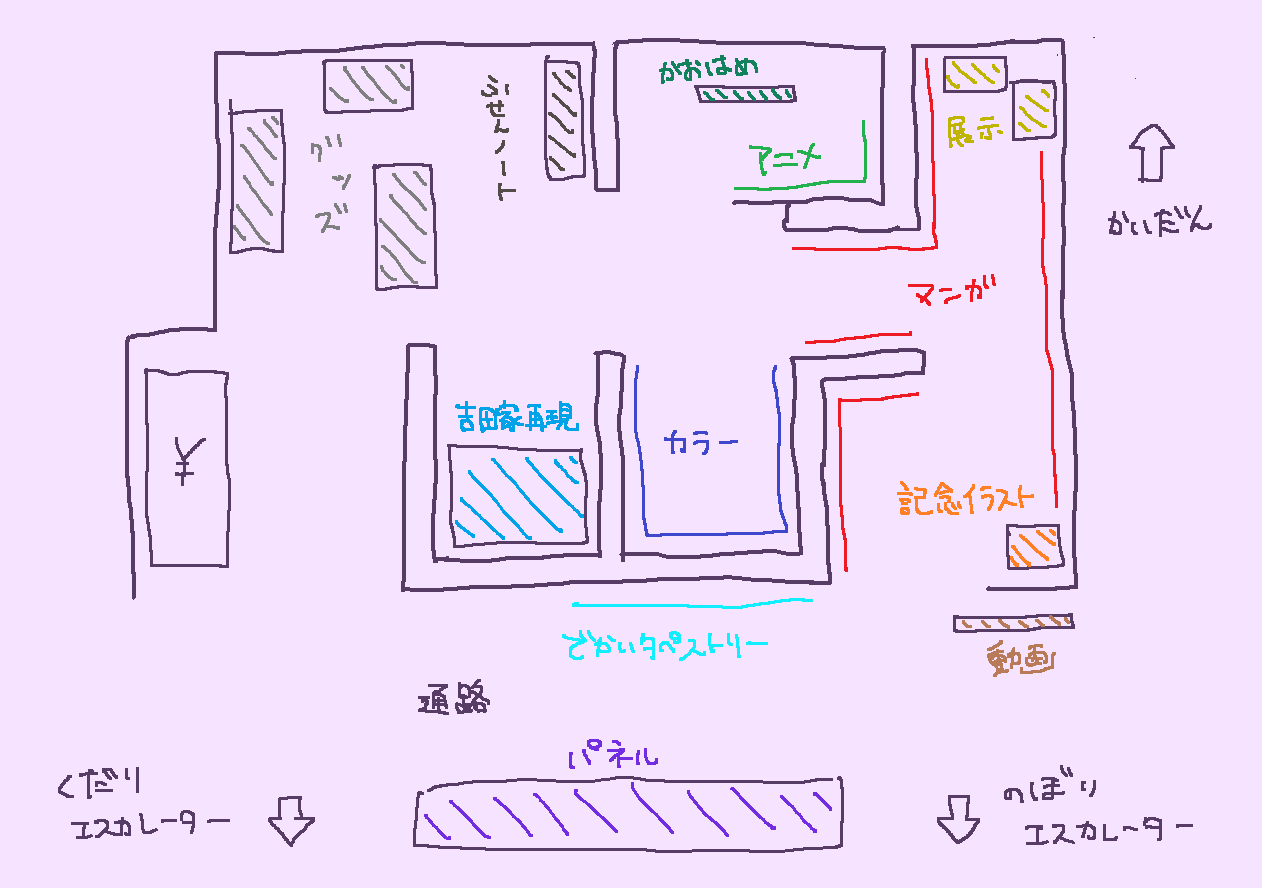 かおはめ
ふせんノート
アニメ
展示
グッズ
かいだん
マンガ
吉田家再現
カラー
¥
記念イラスト
でかいタペストリー
動画
通路
パネル
くだり
エスカレーター
のぼり
エスカレーター